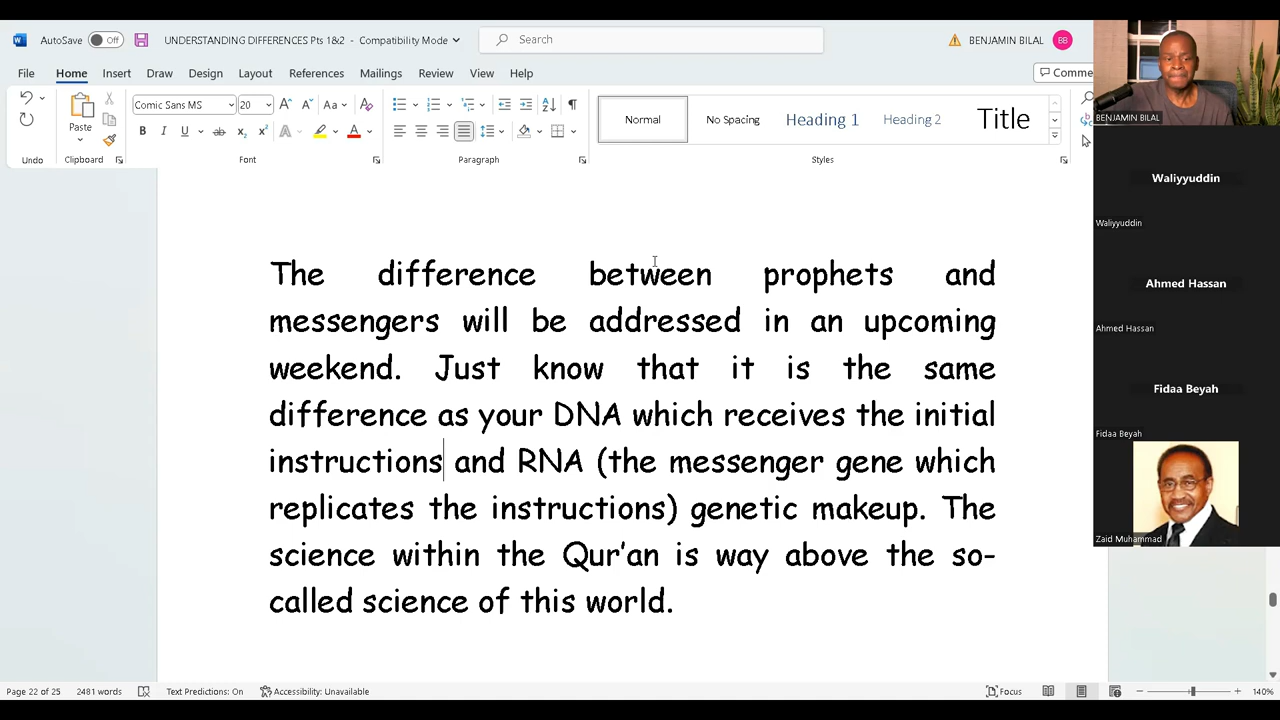 AutoSave Off UNDERSTANDING DIFFERENCES Pts 1&2 - Compatibility Mode Search BENJAMIN BILAL BB
File Home Insert Draw Design Layout References Mailings Review View Help Comme
Comic Sans MS 20 Aa
Paste
B I U ab x₂ x² A A
Normal No Spacing Heading 1 Heading 2 Title
Undo Clipboard Font Paragraph Styles
The difference between prophets and
messengers will be addressed in an upcoming
weekend. Just know that it is the same
difference as your DNA which receives the initial
instructions and RNA (the messenger gene which
replicates the instructions) genetic makeup. The
science within the Qur’an is way above the so-
called science of this world.
BENJAMIN BILAL
Waliyyuddin
Waliyyuddin
Ahmed Hassan
Ahmed Hassan
Fidaa Beyah
Fidaa Beyah
Zaid Muhammad
Page 22 of 25 2481 words Text Predictions: On Accessibility: Unavailable Focus 140%